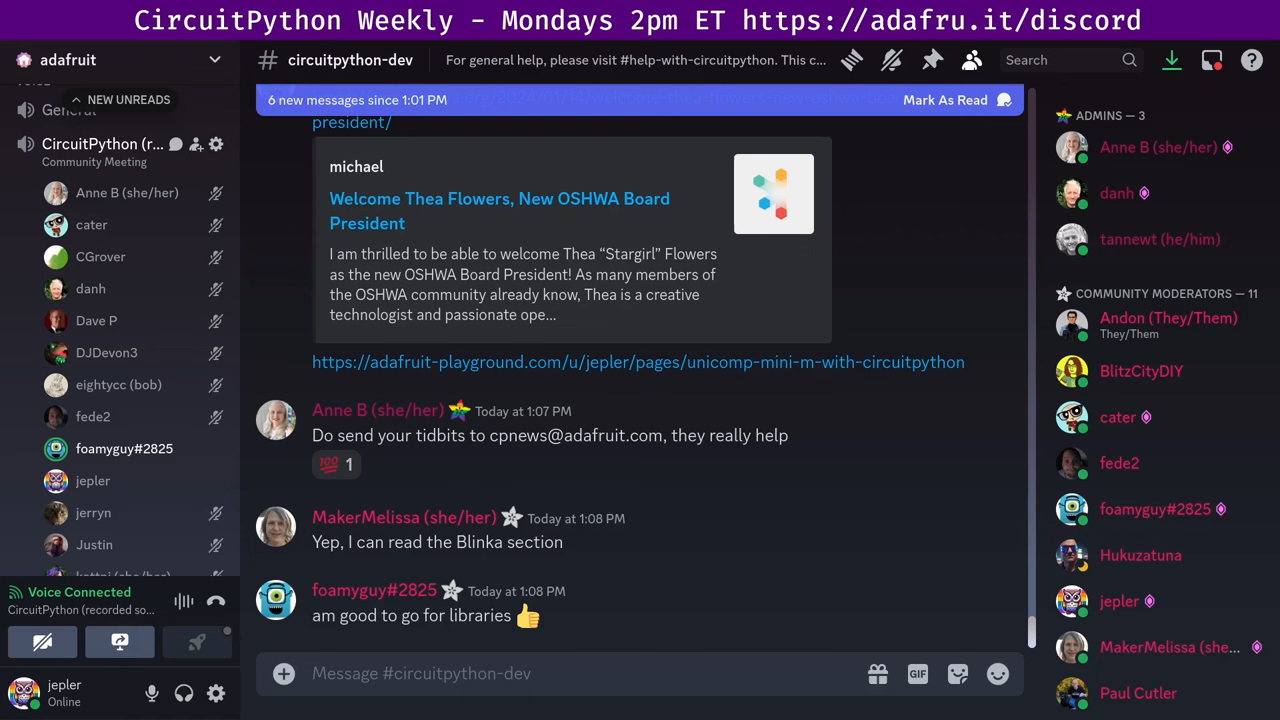 CircuitPython Weekly - Mondays 2pm ET https://adafru.it/discord
adafruit
NEW UNREADS
General
CircuitPython (r...
Community Meeting
Anne B (she/her)
cater
CGrover
danh
Dave P
DJDevon3
eightycc (bob)
fede2
foamyguy#2825
jepler
jerryn
Justin
kattni (she/her)
Voice Connected
CircuitPython (recorded so...
jepler
Online
circuitpython-dev
For general help, please visit #help-with-circuitpython. This c...
Search
6 new messages since 1:01 PM
Mark As Read
president/
michael
Welcome Thea Flowers, New OSHWA Board
President
I am thrilled to be able to welcome Thea “Stargirl” Flowers
as the new OSHWA Board President! As many members of
the OSHWA community already know, Thea is a creative
technologist and passionate ope...
https://adafruit-playground.com/u/jepler/pages/unicomp-mini-m-with-circuitpython
Anne B (she/her) Today at 1:07 PM
Do send your tidbits to cpnews@adafruit.com, they really help
100 1
MakerMelissa (she/her) Today at 1:08 PM
Yep, I can read the Blinka section
foamyguy#2825 Today at 1:08 PM
am good to go for libraries
Message #circuitpython-dev
GIF
ADMINS — 3
Anne B (she/her)
danh
tannewt (he/him)
COMMUNITY MODERATORS — 11
Andon (They/Them)
They/Them
BlitzCityDIY
cater
fede2
foamyguy#2825
Hukuzatuna
jepler
MakerMelissa (she...
Paul Cutler